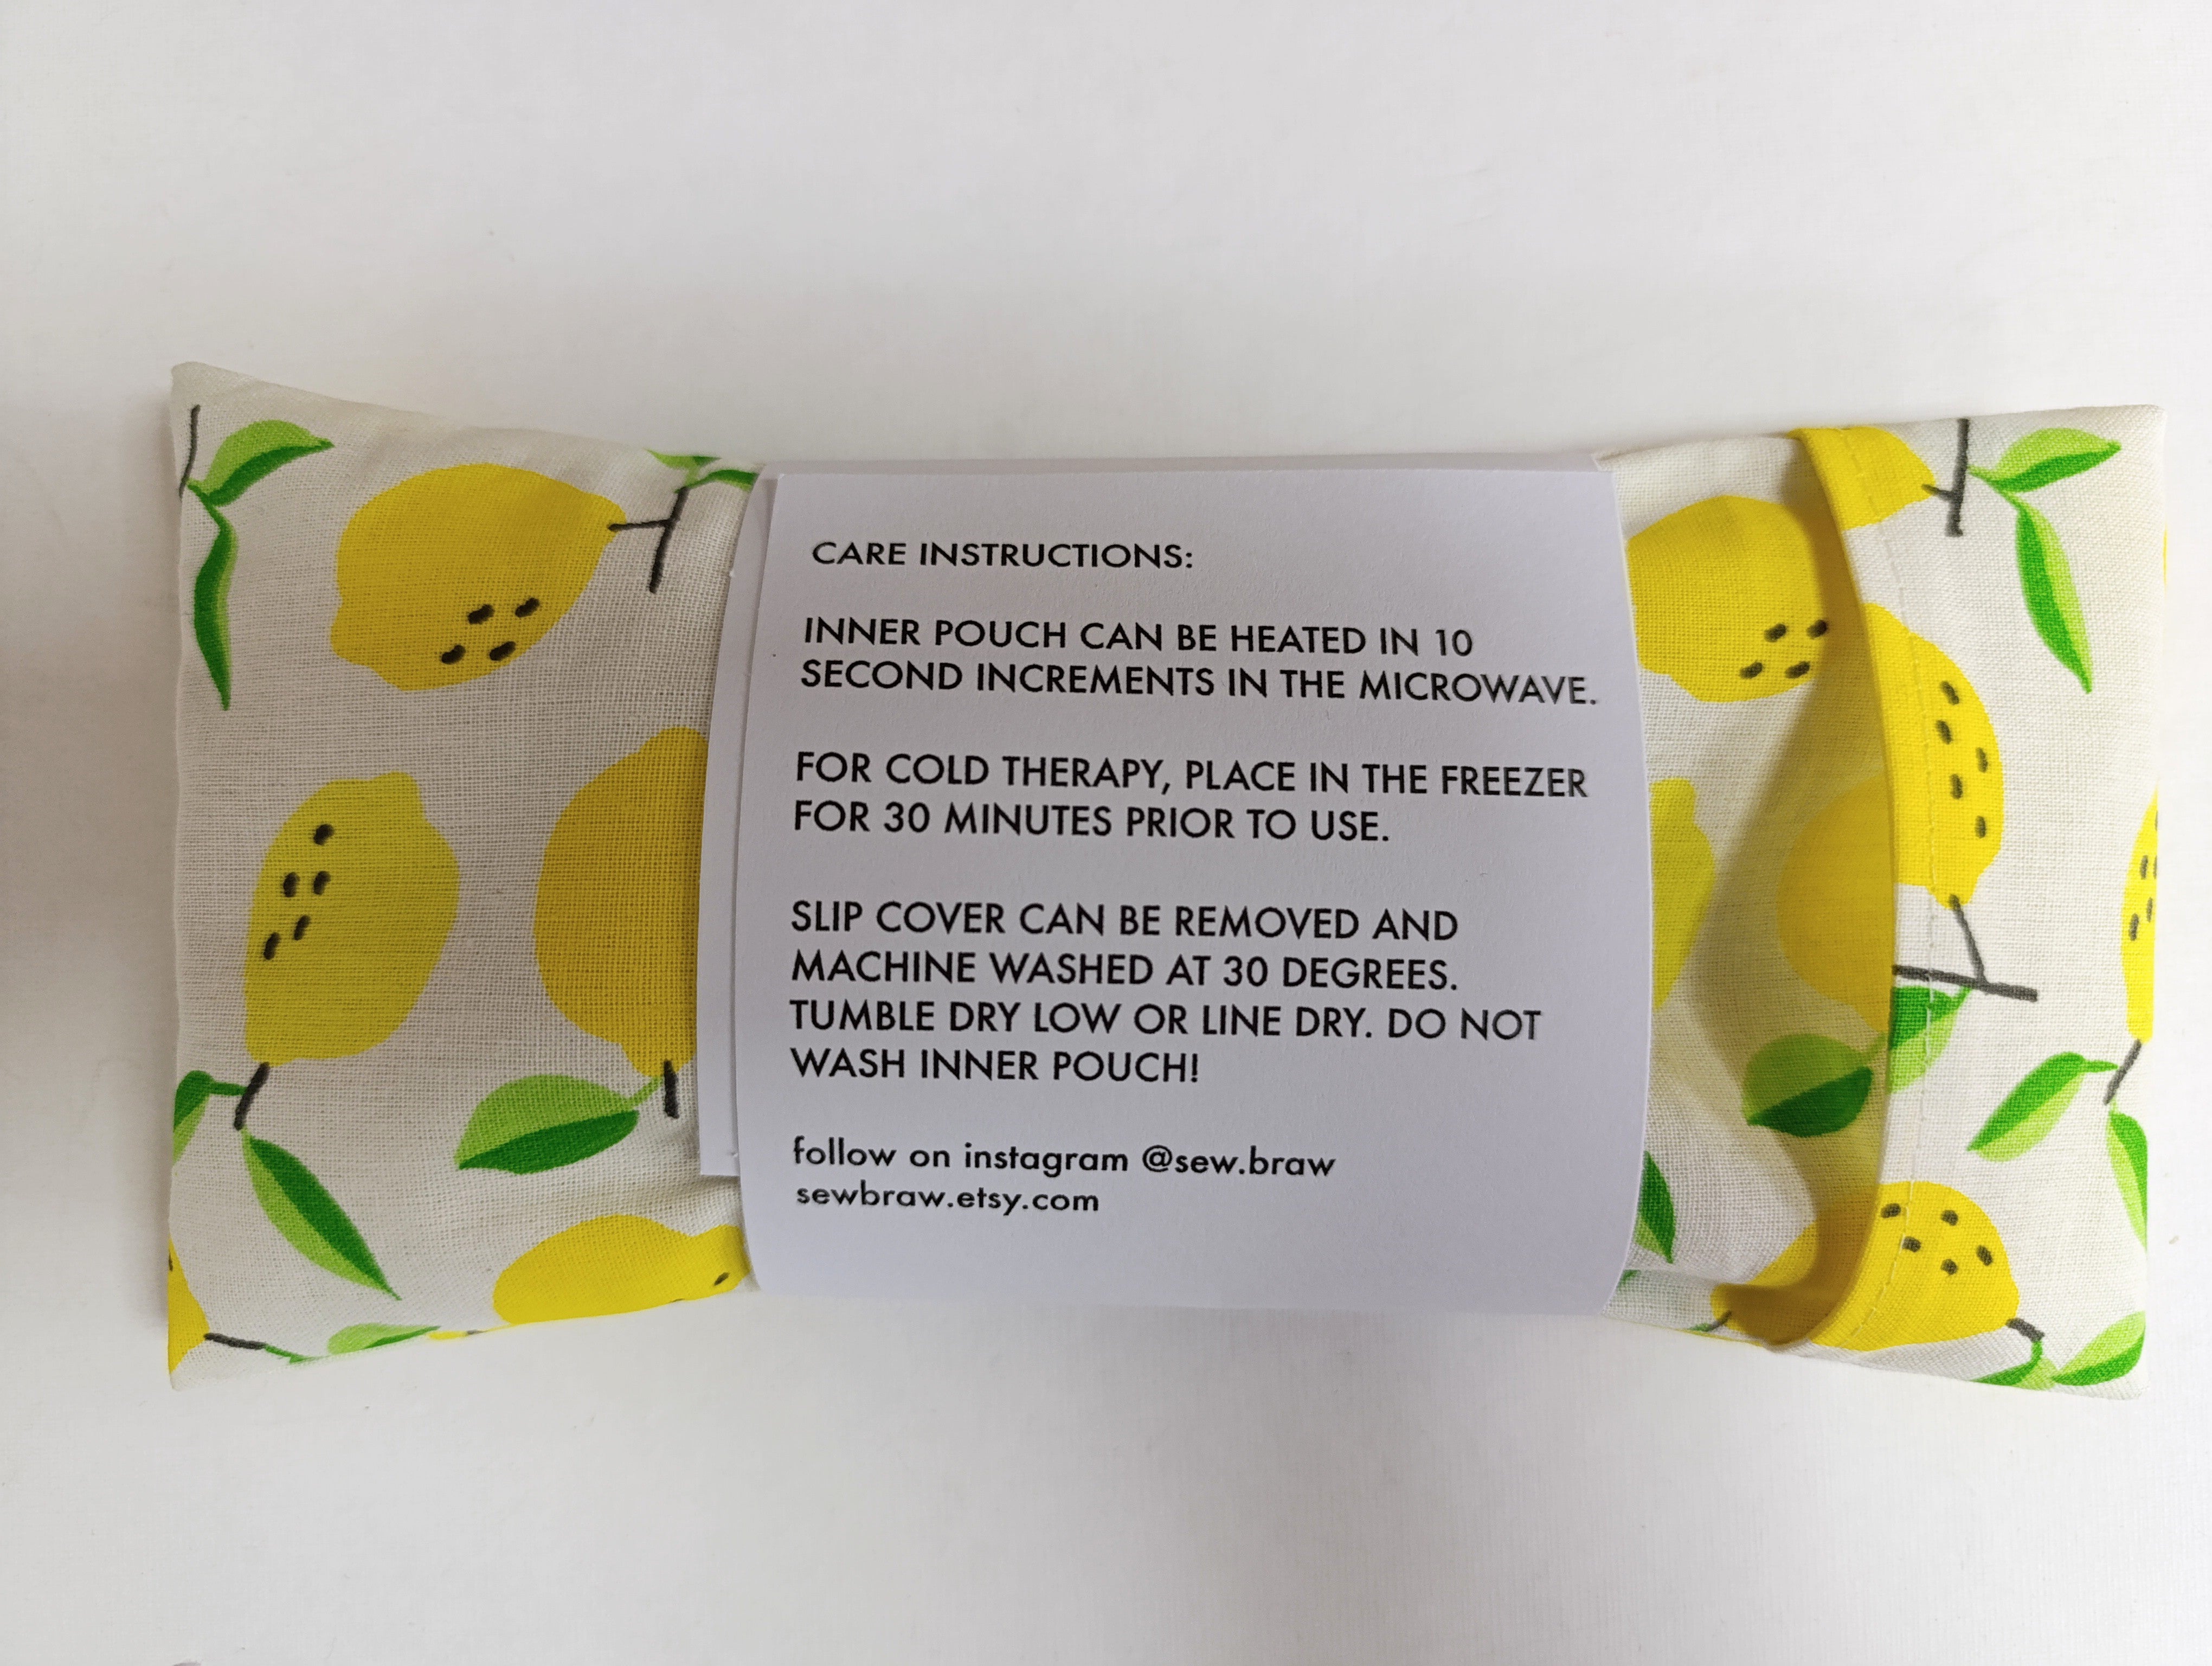 CARE INSTRUCTIONS:
INNER POUCH CAN BE HEATED IN 10
SECOND INCREMENTS IN THE MICROWAVE.
FOR COLD THERAPY, PLACE IN THE FREEZER
FOR 30 MINUTES PRIOR TO USE.
SLIP COVER CAN BE REMOVED AND
MACHINE WASHED AT 30 DEGREES.
TUMBLE DRY LOW OR LINE DRY. DO NOT
WASH INNER POUCH!
follow on instagram @sew.braw
sewbraw.etsy.com